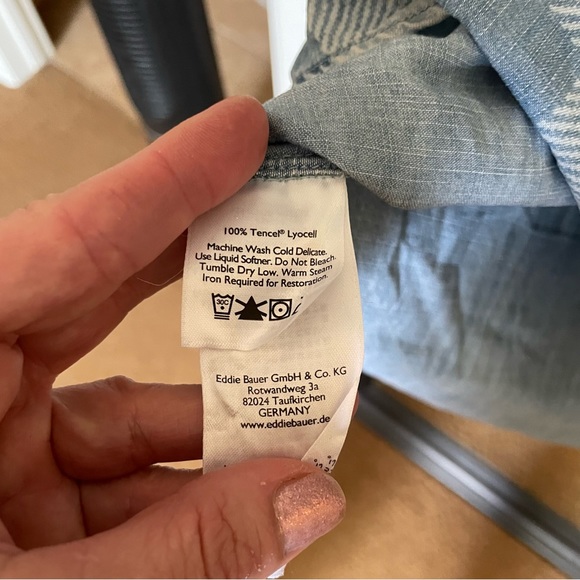 100% Tencel® Lyocell
Machine Wash Cold Delicate.
Use Liquid Softner. Do Not Bleach.
Tumble Dry Low. Warm Steam
Iron Required for Restoration.
30C
Eddie Bauer GmbH & Co. KG
Rotwandweg 3a
82024 Taufkirchen
GERMANY
www.eddiebauer.de